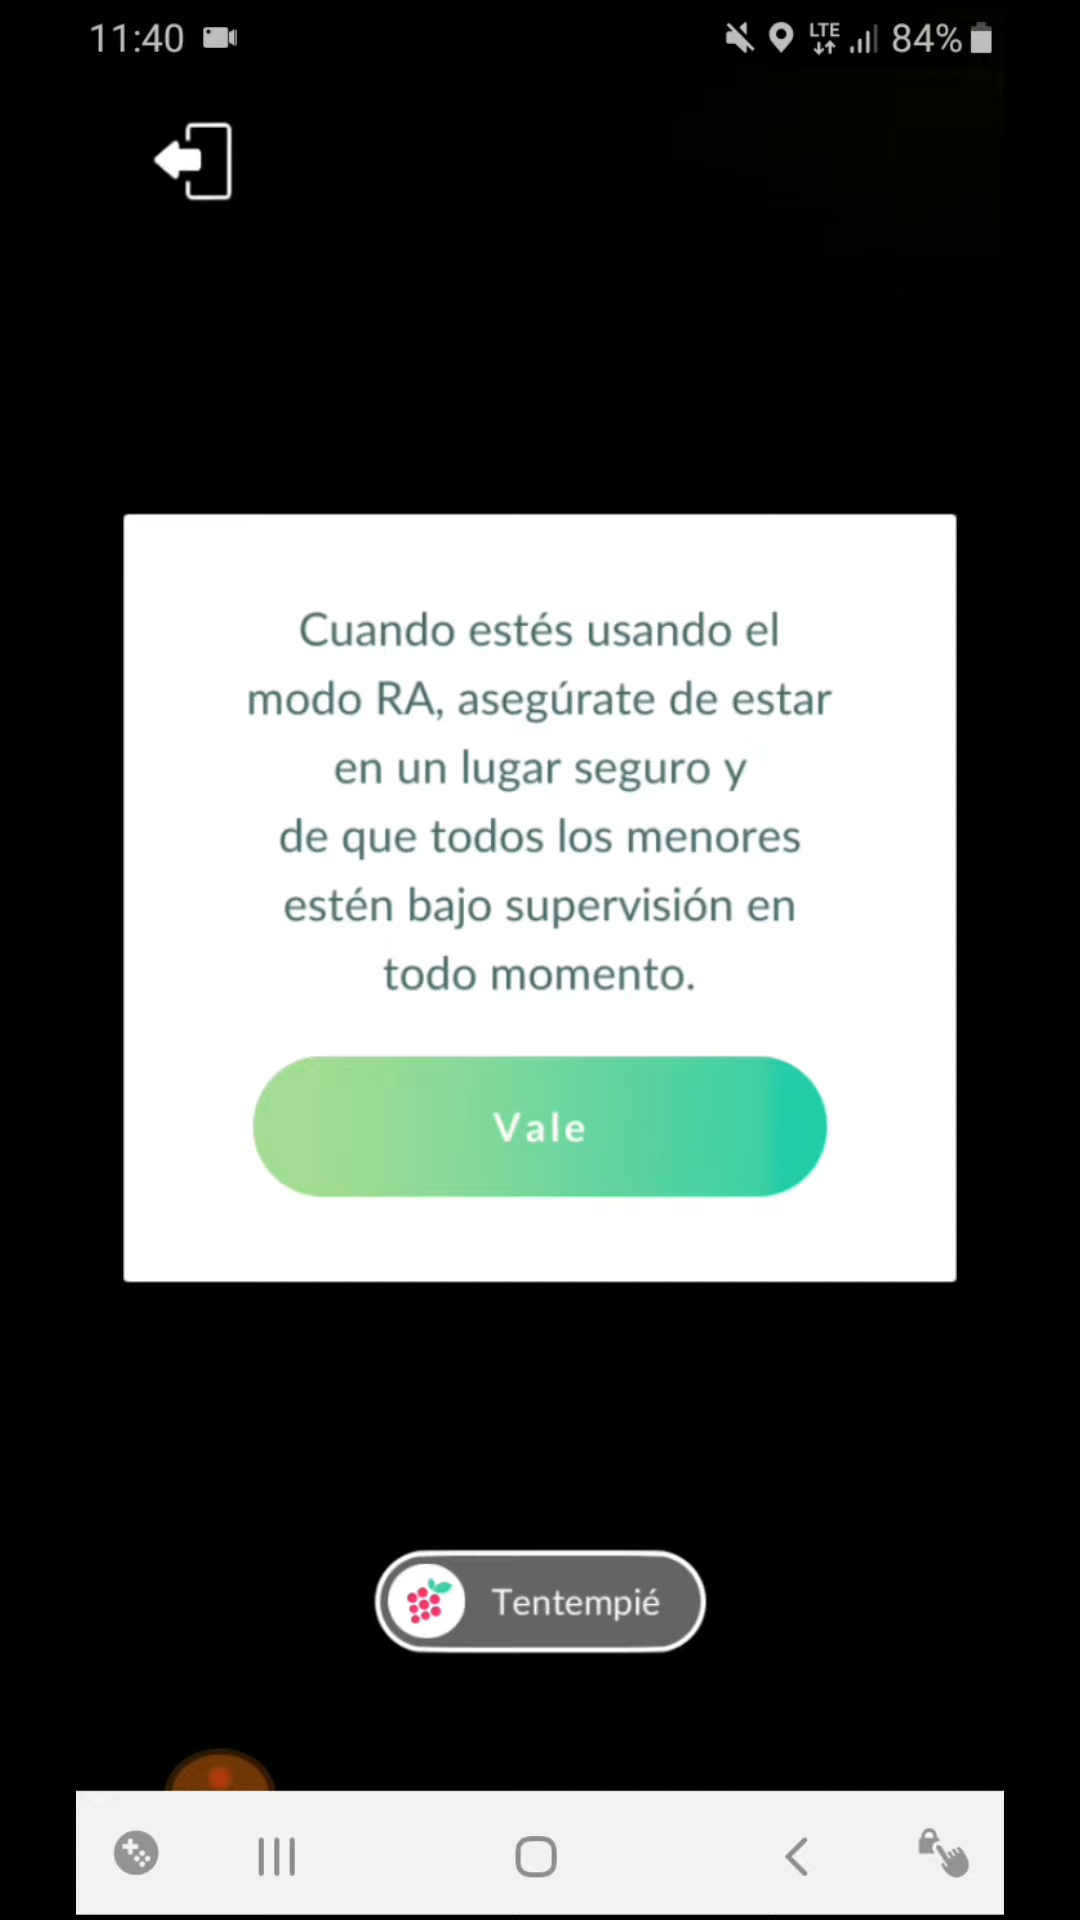 11:40 LTE 84%
Cuando estés usando el
modo RA, asegúrate de estar
en un lugar seguro y
de que todos los menores
estén bajo supervisión en
todo momento.
Vale
Tentempié